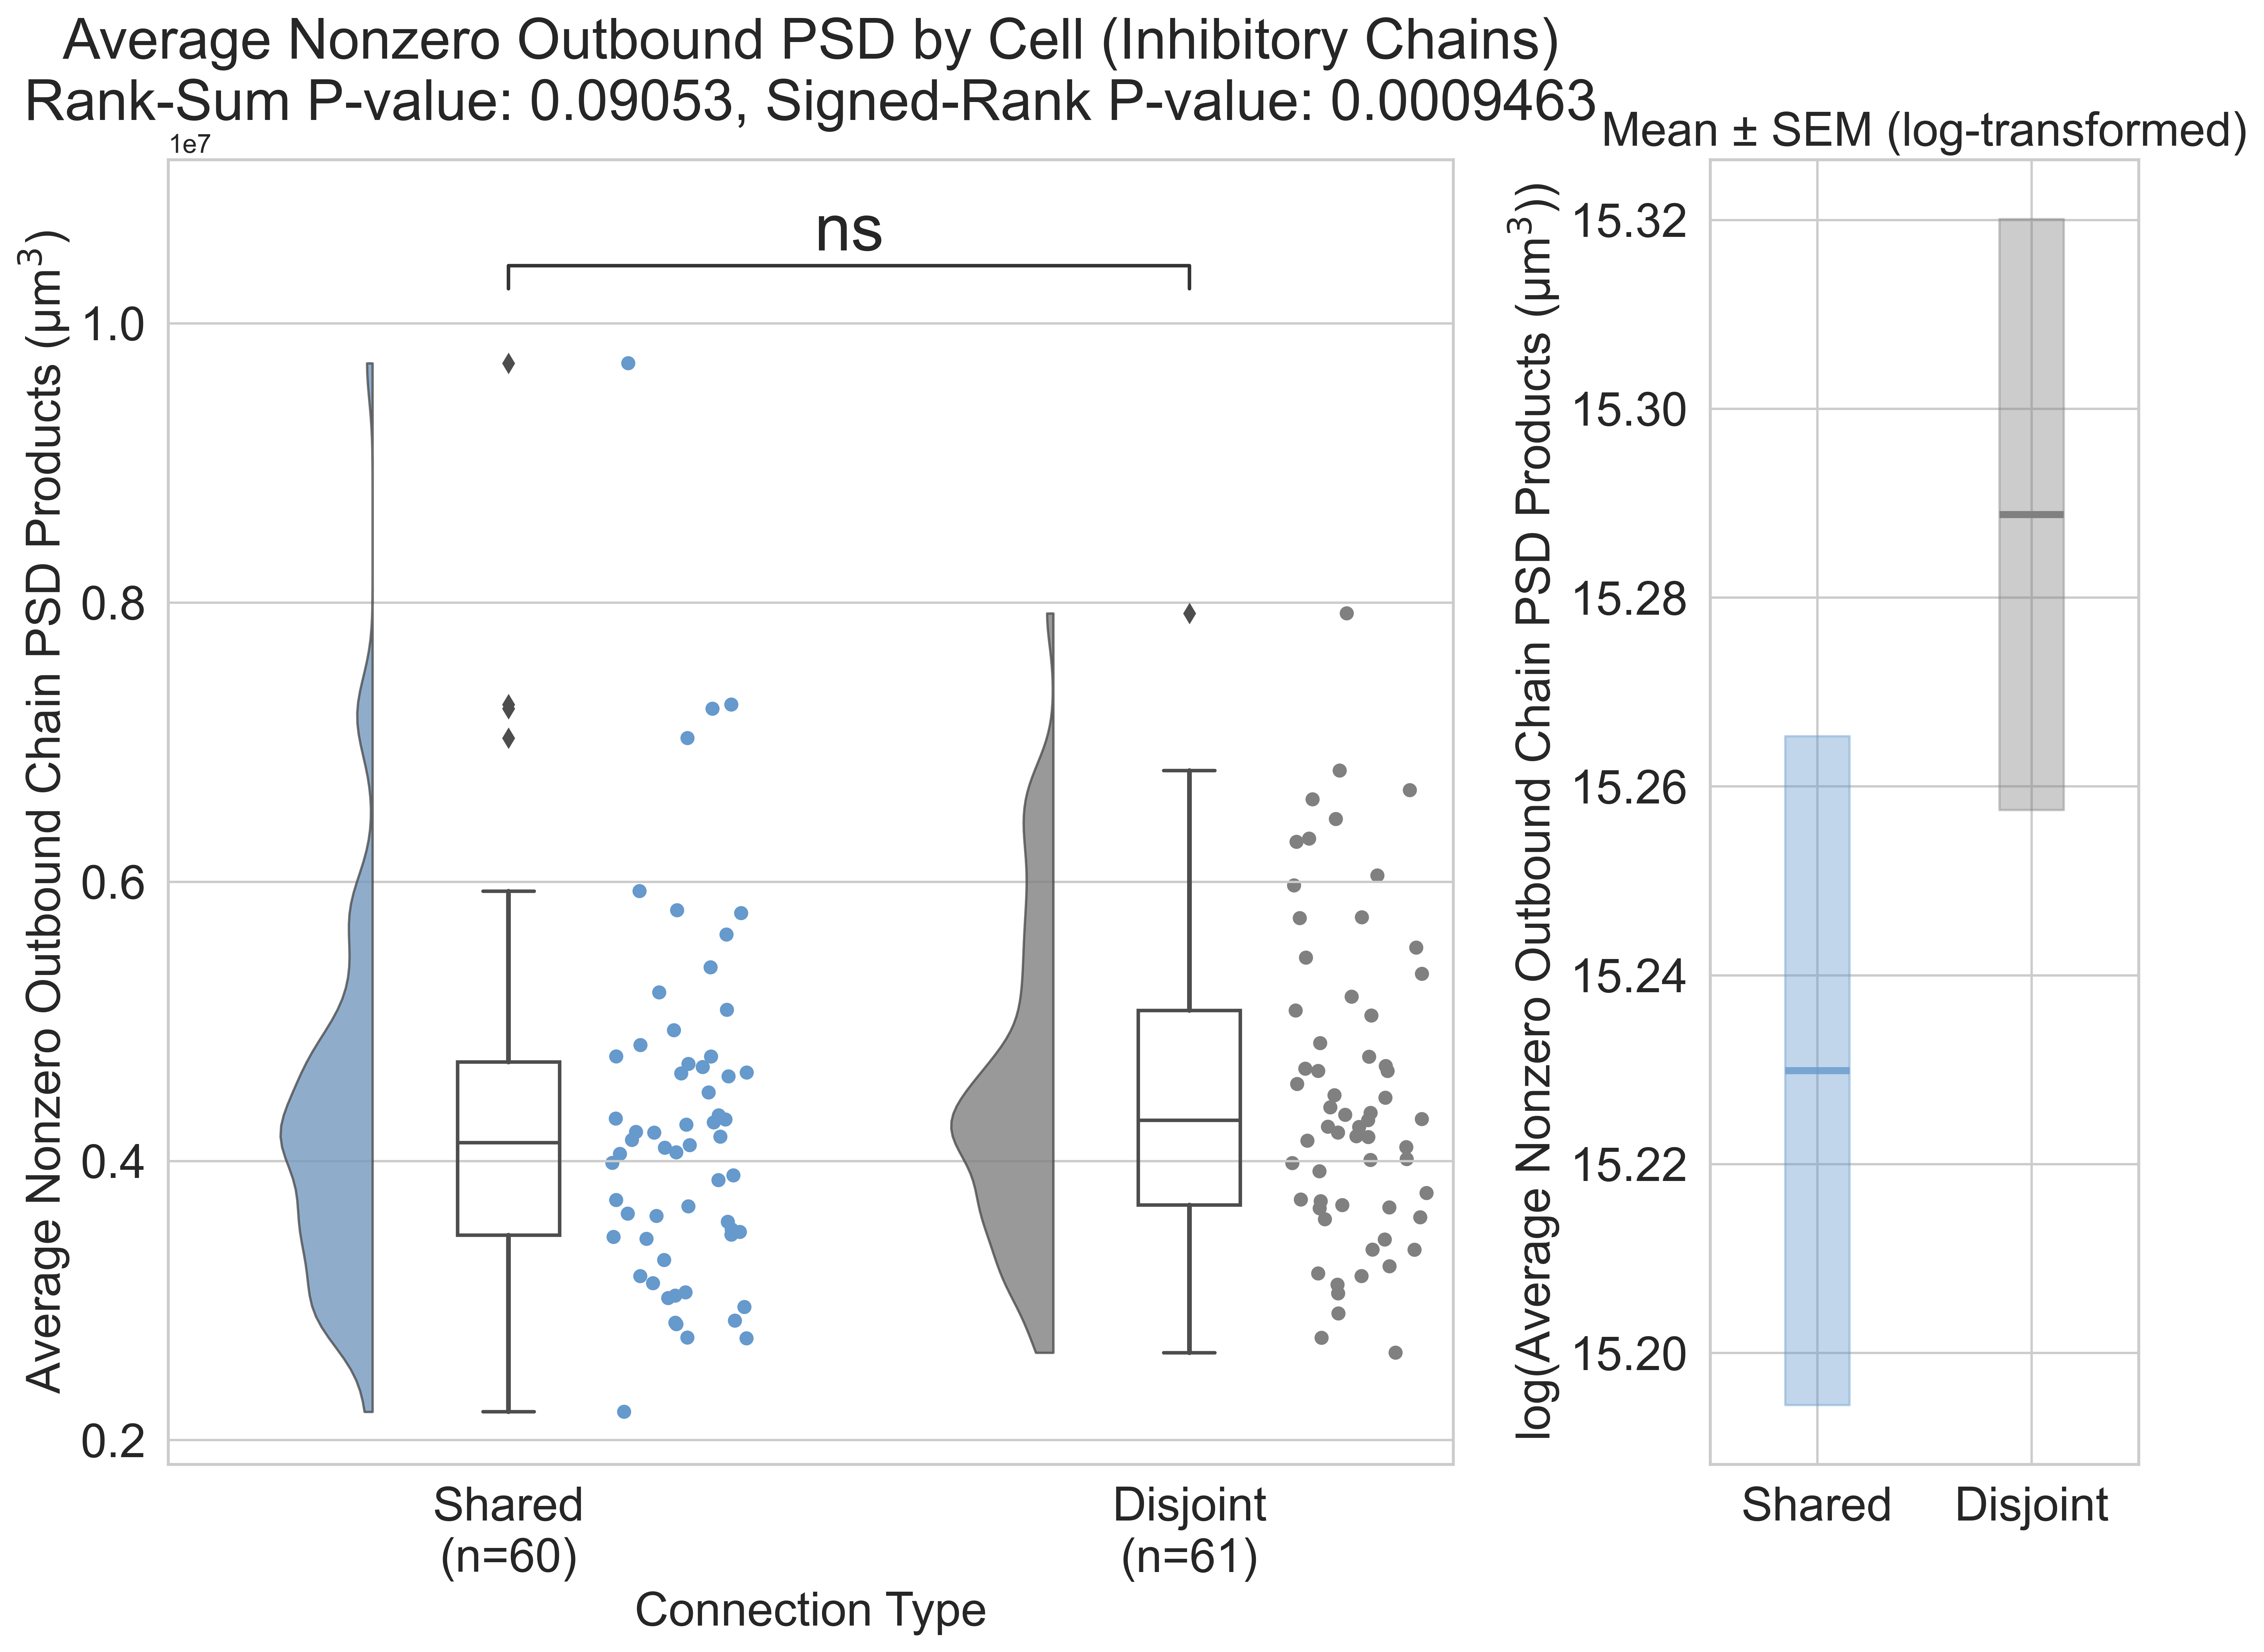 Average Nonzero Outbound PSD by Cell (Inhibitory Chains)
Rank-Sum P-value: 0.09053, Signed-Rank P-value: 0.0009463
1e7
Average Nonzero Outbound Chain PSD Products (µm³)
1.0
0.8
0.6
0.4
0.2
ns
Shared
(n=60)
Disjoint
(n=61)
Connection Type
Mean ± SEM (log-transformed)
log(Average Nonzero Outbound Chain PSD Products (µm³))
15.32
15.30
15.28
15.26
15.24
15.22
15.20
Shared
Disjoint